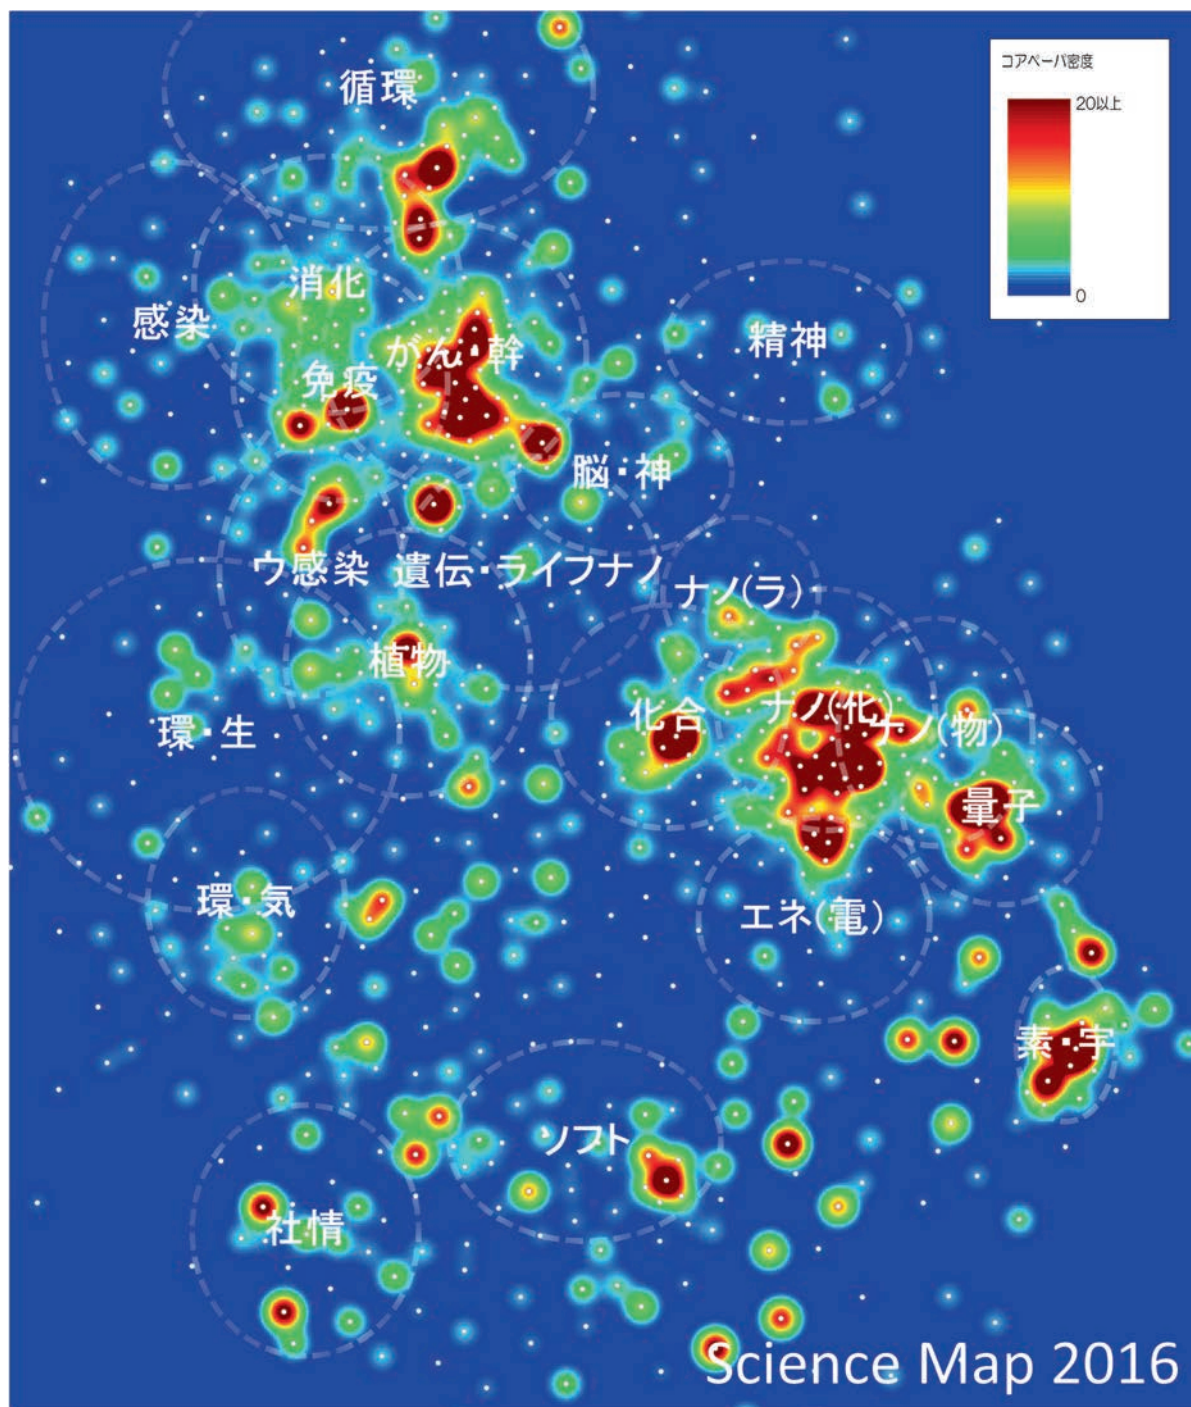 コアペーパ密度
20以上
0
循環
消化
感染
がん・幹
精神
免疫
脳・神
ウ感染
遺伝・ライフナノ
ナノ(ラ)
植物
化合
ナノ(化)
ナノ(物)
環・生
量子
環・気
エネ(電)
素・宇
ソフト
社情
Science Map 2016